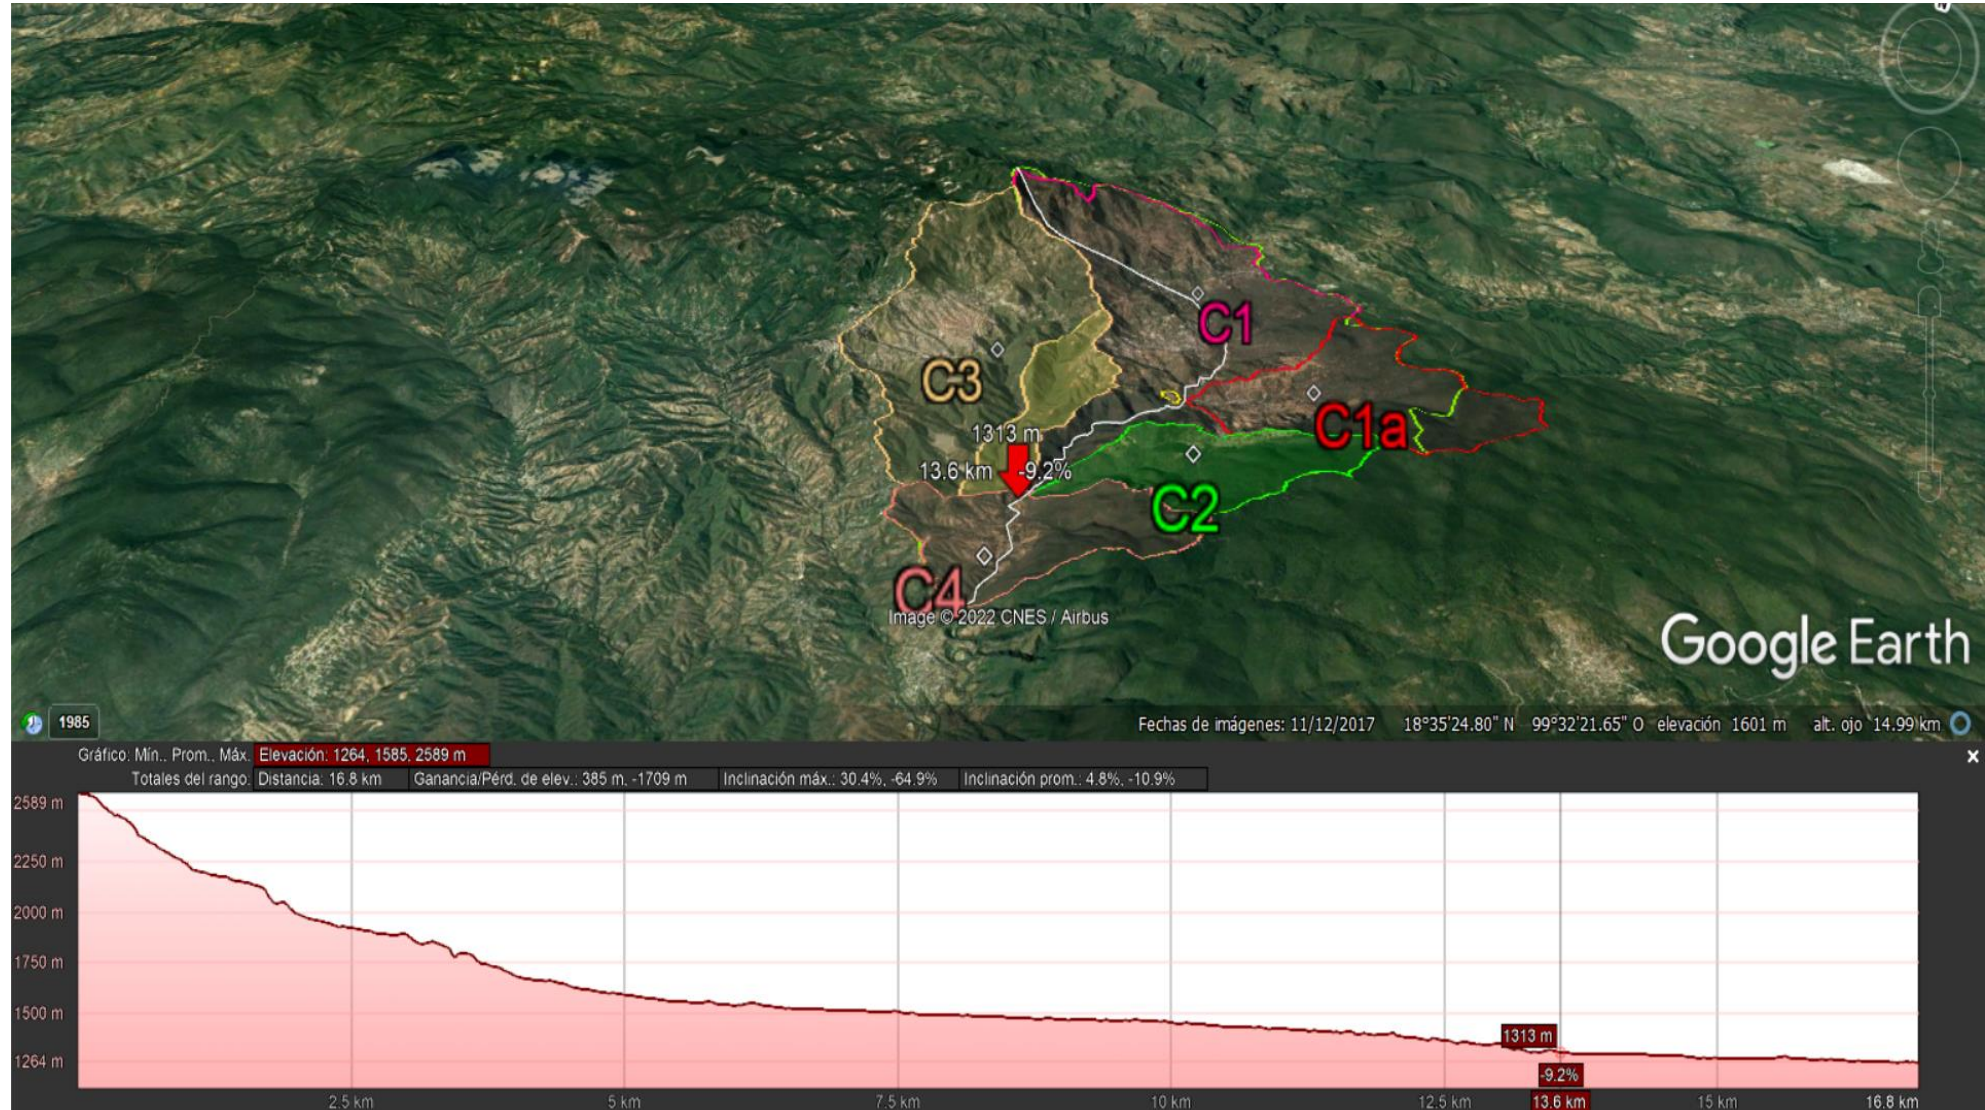 C1
C3
C1a
1313 m
13.6 km
-9.2%
C2
C4
Image © 2022 CNES / Airbus
Google Earth
1985
Fechas de imágenes: 11/12/2017 18°35'24.80" N 99°32'21.65" O elevación 1601 m alt. ojo 14.99 km
Gráfico: Mín., Prom., Máx. Elevación: 1264, 1585, 2589 m
x
Totales del rango: Distancia: 16.8 km Ganancia/Pérd. de elev.: 385 m, -1709 m Inclinación máx.: 30.4%, -64.9% Inclinación prom.: 4.8%, -10.9%
2589 m
2250 m
2000 m
1750 m
1500 m
1264 m
1313 m
-9.2%
2.5 km 5 km 7.5 km 10 km 12.5 km 13.6 km 15 km 16.8 km